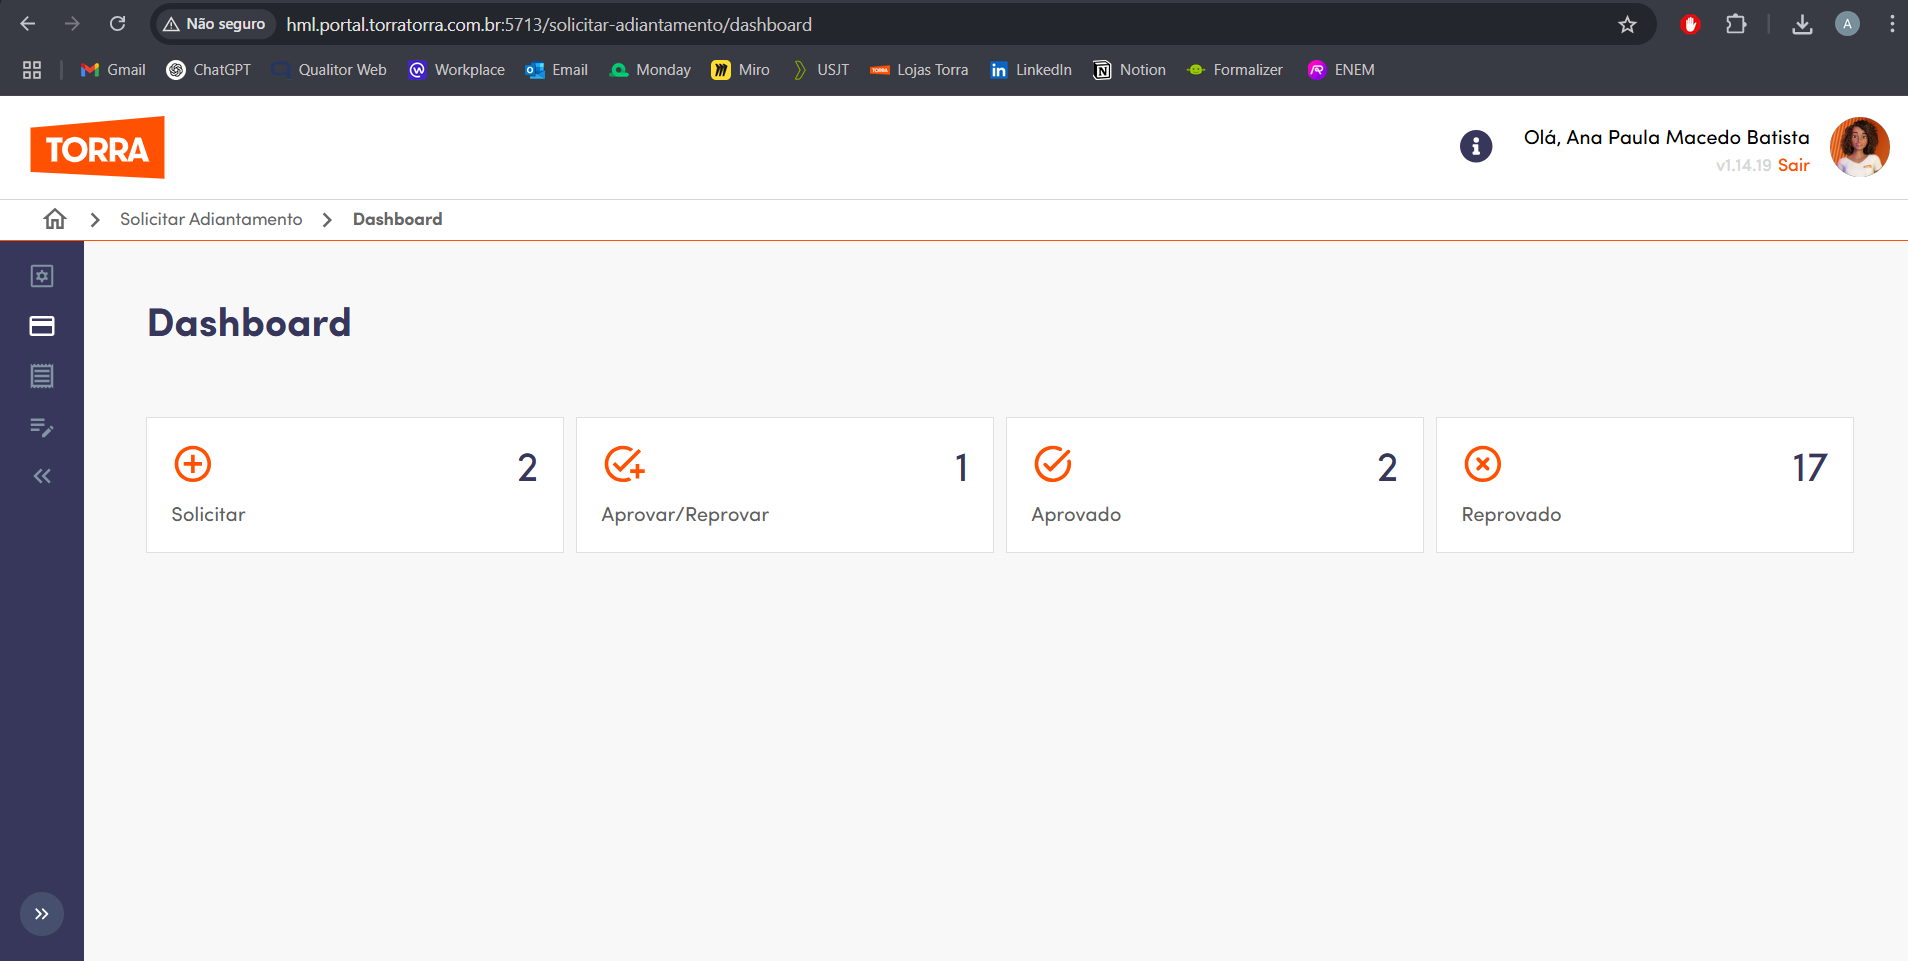 Não seguro
hml.portal.torratorra.com.br:5713/solicitar-adiantamento/dashboard
A
Gmail
ChatGPT
Qualitor Web
Workplace
Email
Monday
Miro
USJT
Lojas Torra
LinkedIn
Notion
Formalizer
ENEM
TORRA
Olá, Ana Paula Macedo Batista
v1.14.19 Sair
Solicitar Adiantamento
Dashboard
Dashboard
2
Solicitar
1
Aprovar/Reprovar
2
Aprovado
17
Reprovado